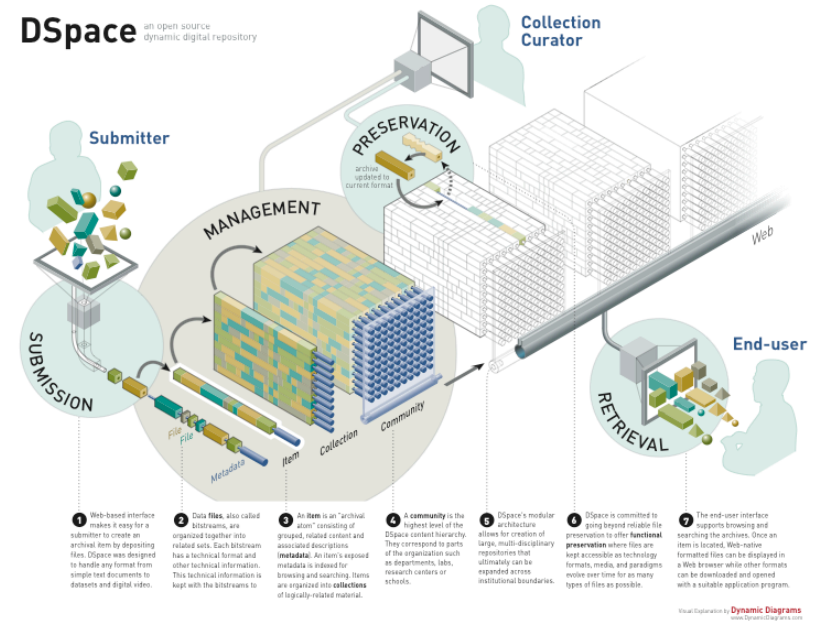 DSpace
an open source
dynamic digital repository
Collection
Curator
Submitter
PRESERVATION
archive
updated to
current format
MANAGEMENT
Web
SUBMISSION
End-user
RETRIEVAL
File
File
Metadata
Item
Collection
Community
1 Web-based interface
makes it easy for a
submitter to create an
archival item by depositing
files. DSpace was designed
to handle any format from
simple text documents to
datasets and digital video.
2 Data files, also called
bitstreams, are
organized together into
related sets. Each bitstream
has a technical format and
other technical information.
This technical information is
kept with the bitstreams to
3 An item is an "archival
atom" consisting of
grouped, related content and
associated descriptions
(metadata). An item's exposed
metadata is indexed for
browsing and searching. Items
are organized into collections
of logically-related material.
4 A community is the
highest level of the
DSpace content hierarchy.
They correspond to parts
of the organization such
as departments, labs,
research centers or
schools.
5 DSpace's modular
architecture
allows for creation of
large, multi-disciplinary
repositories that
ultimately can be
expanded across
institutional boundaries.
6 DSpace is committed to
going beyond reliable file
preservation to offer functional
preservation where files are
kept accessible as technology
formats, media, and paradigms
evolve over time for as many
types of files as possible.
7 The end-user interface
supports browsing and
searching the archives. Once an
item is located, Web-native
formatted files can be displayed in
a Web browser while other formats
can be downloaded and opened
with a suitable application program.
Visual Explanation by Dynamic Diagrams
www.DynamicDiagrams.com